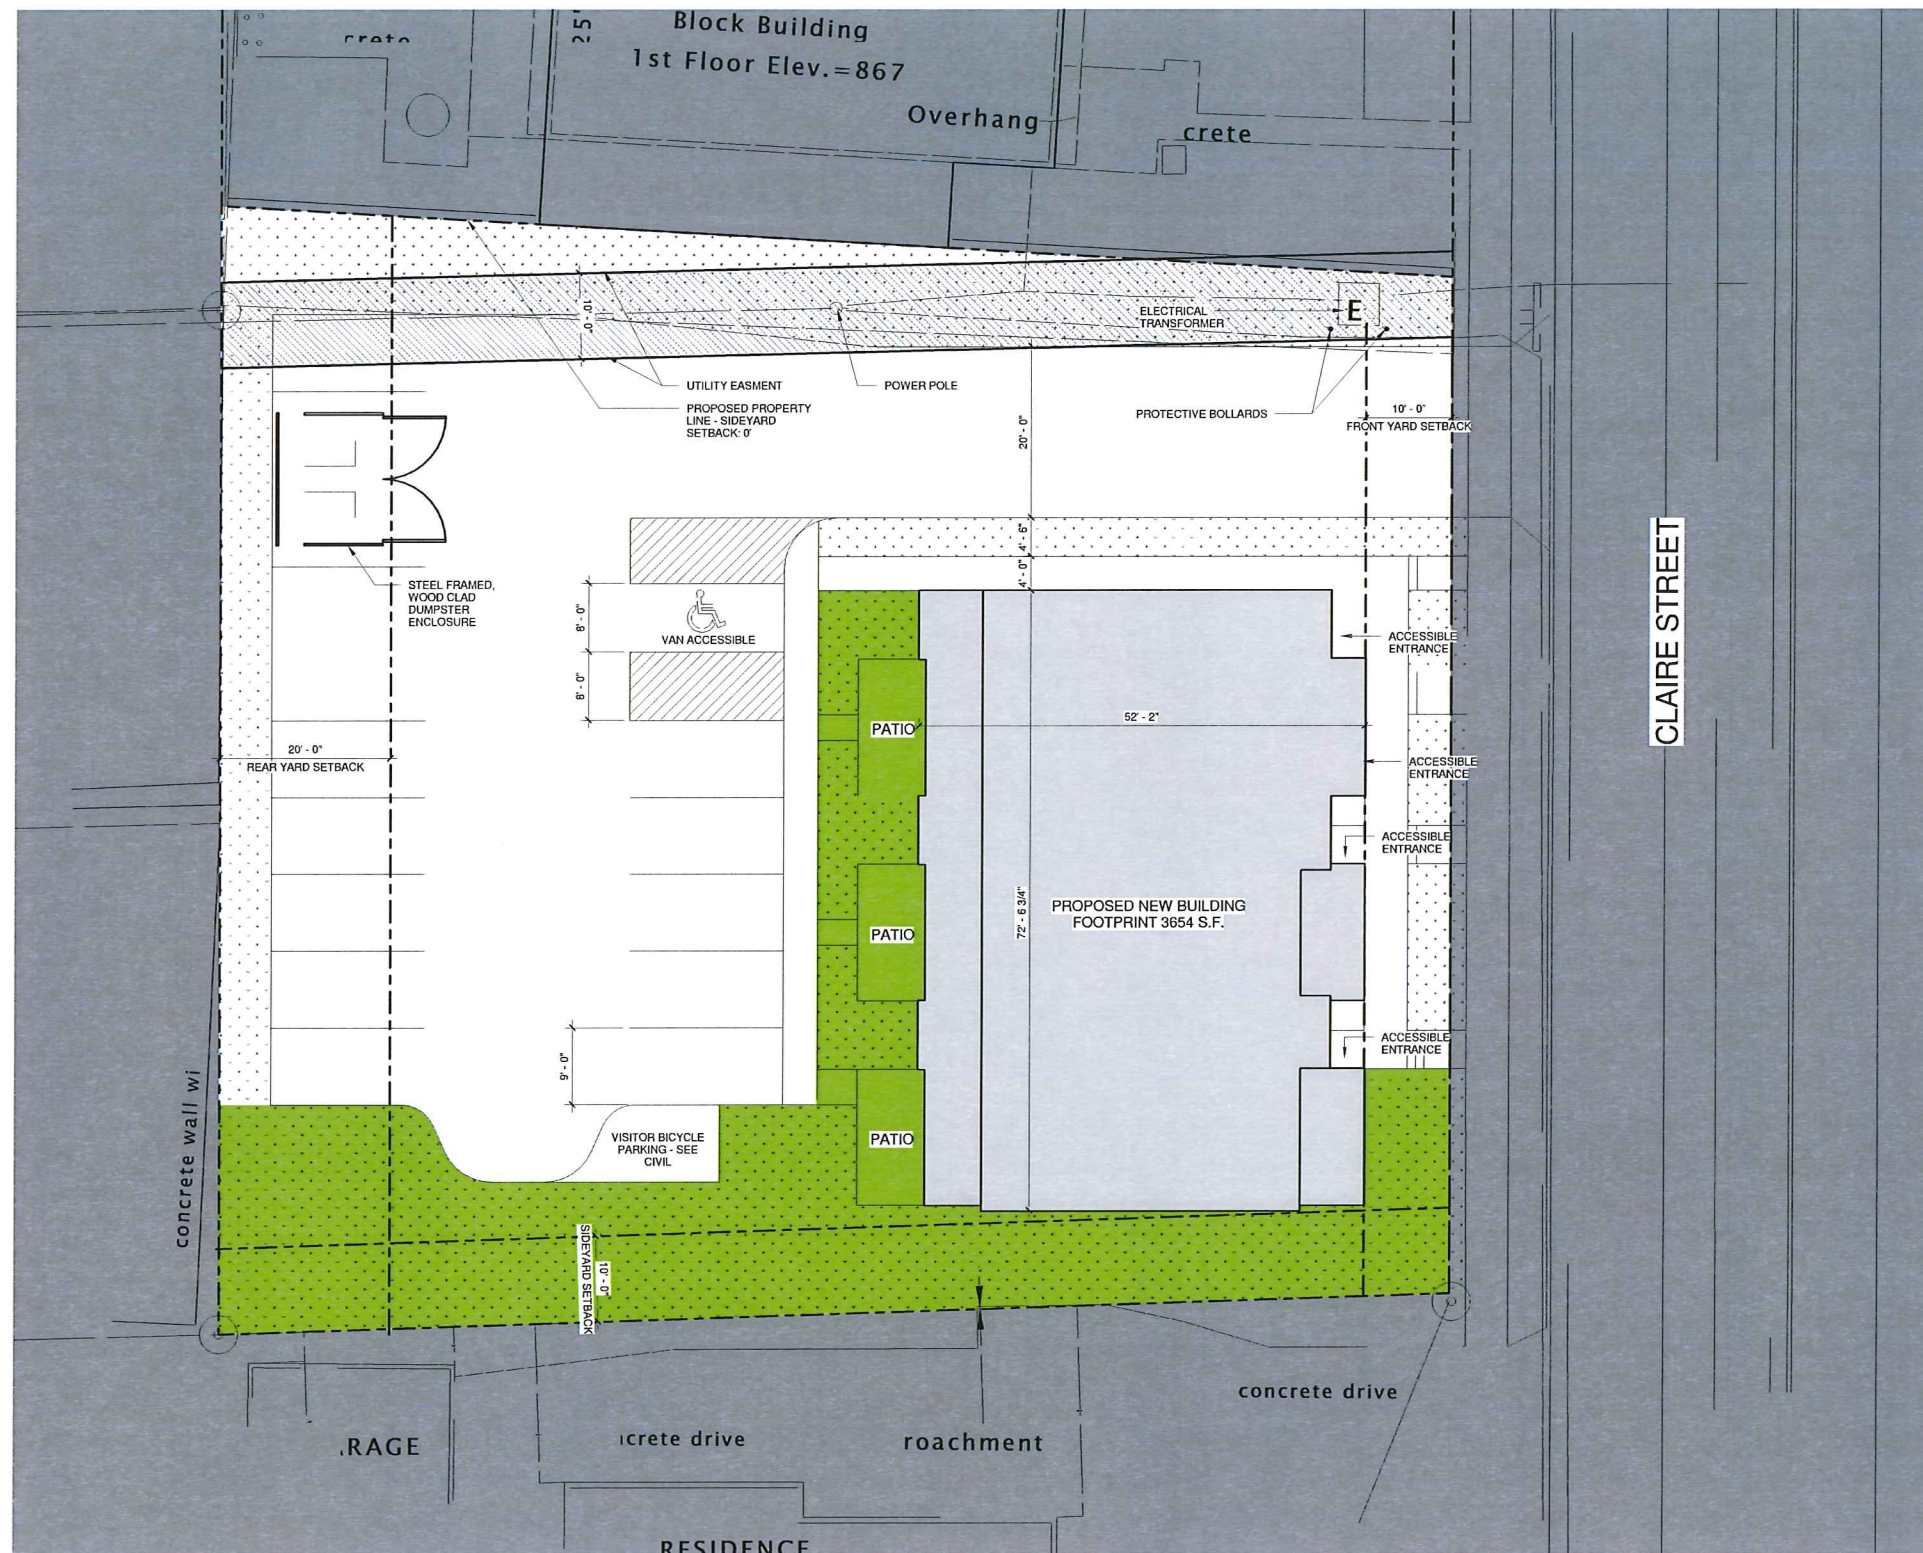 crete
25'
Block Building
1st Floor Elev.=867
Overhang
crete
10' - 0"
ELECTRICAL
TRANSFORMER
E
UTILITY EASMENT
POWER POLE
PROPOSED PROPERTY
LINE - SIDEYARD
SETBACK: 0'
PROTECTIVE BOLLARDS
10' - 0"
FRONT YARD SETBACK
20' - 0"
4' - 6"
4' - 0"
STEEL FRAMED,
WOOD CLAD
DUMPSTER
ENCLOSURE
8' - 0"
VAN ACCESSIBLE
8' - 0"
ACCESSIBLE
ENTRANCE
CLAIRE STREET
PATIO
52' - 2"
20' - 0"
REAR YARD SETBACK
ACCESSIBLE
ENTRANCE
ACCESSIBLE
ENTRANCE
72' - 6 3/4"
PROPOSED NEW BUILDING
FOOTPRINT 3654 S.F.
PATIO
ACCESSIBLE
ENTRANCE
9' - 0"
concrete wall wi
VISITOR BICYCLE
PARKING - SEE
CIVIL
PATIO
SIDEYARD SETBACK
10' - 0"
concrete drive
RAGE
crete drive
roachment
RESIDENCE